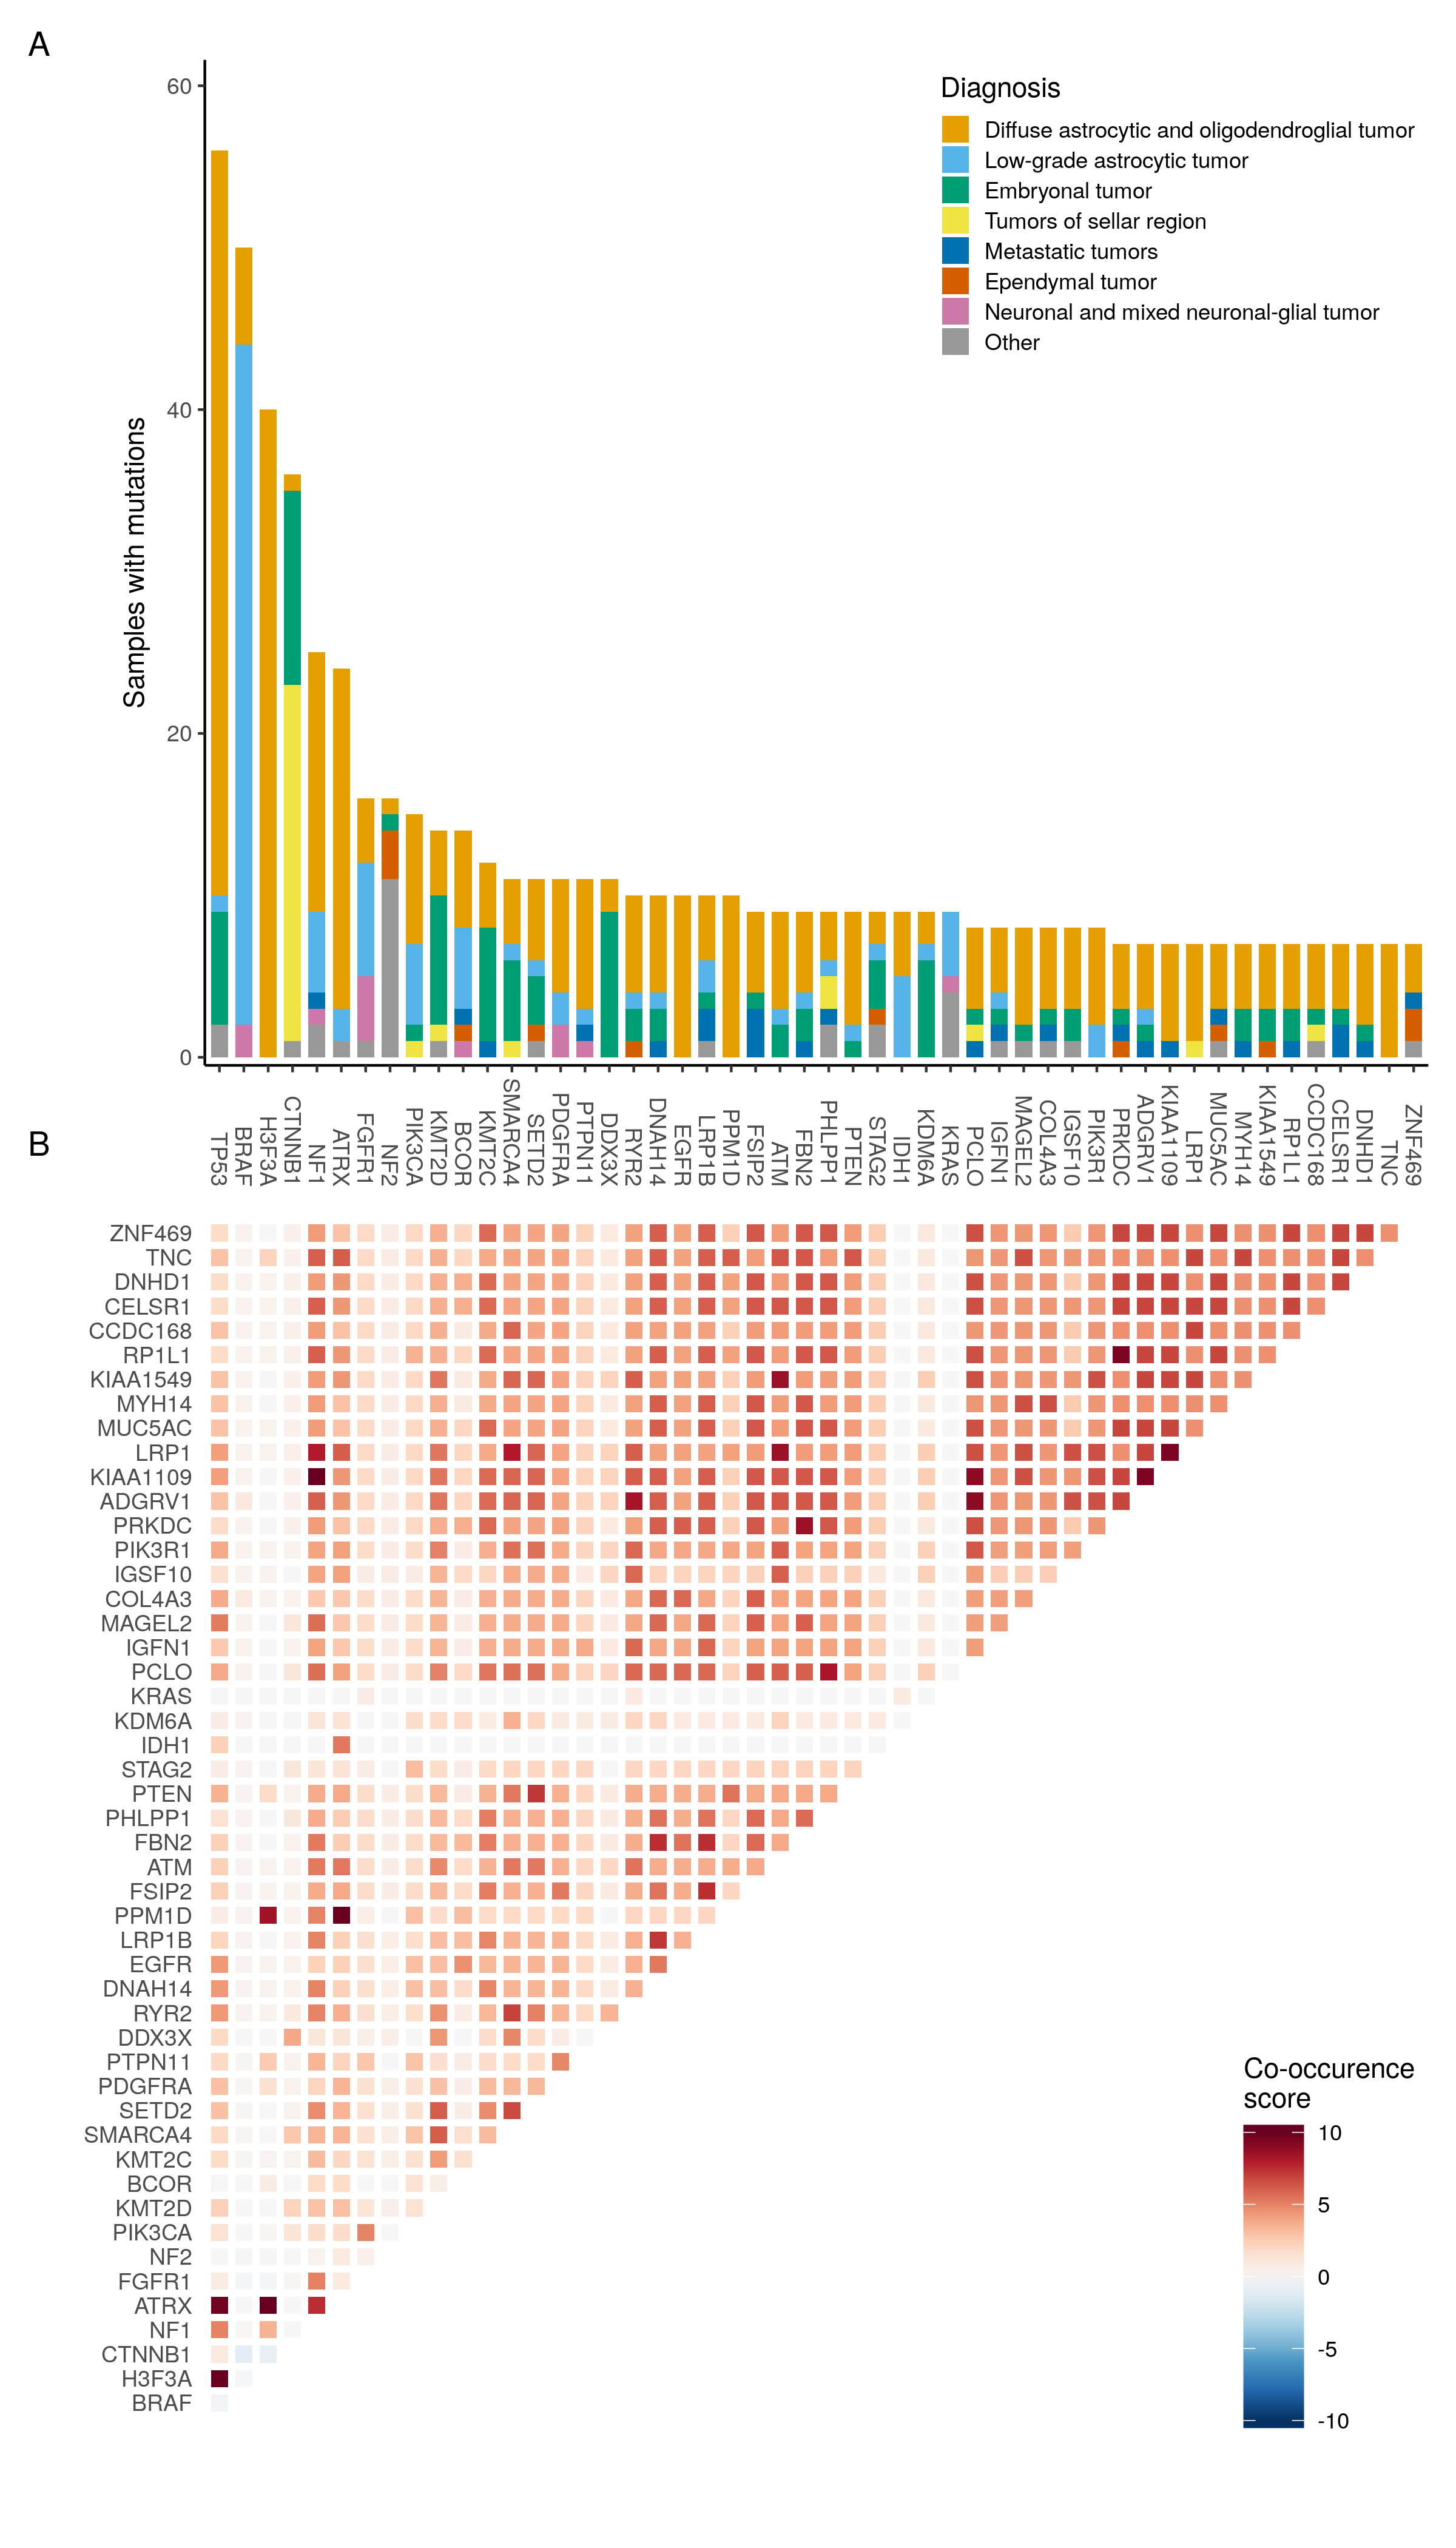 A
60
40
20
0
Samples with mutations
Diagnosis
Diffuse astrocytic and oligodendroglial tumor
Low-grade astrocytic tumor
Embryonal tumor
Tumors of sellar region
Metastatic tumors
Ependymal tumor
Neuronal and mixed neuronal-glial tumor
Other
TP53
BRAF
H3F3A
CTNNB1
NF1
ATRX
FGFR1
NF2
PIK3CA
KMT2D
BCOR
KMT2C
SMARCA4
SETD2
PDGFRA
PTPN11
DDX3X
RYR2
DNAH14
EGFR
LRP1B
PPM1D
FSIP2
ATM
FBN2
PHLPP1
PTEN
STAG2
IDH1
KDM6A
KRAS
PCLO
IGFN1
MAGEL2
COL4A3
IGSF10
PIK3R1
PRKDC
ADGRV1
KIAA1109
LRP1
MUC5AC
MYH14
KIAA1549
RP1L1
CCDC168
CELSR1
DNHD1
TNC
ZNF469
B
ZNF469
TNC
DNHD1
CELSR1
CCDC168
RP1L1
KIAA1549
MYH14
MUC5AC
LRP1
KIAA1109
ADGRV1
PRKDC
PIK3R1
IGSF10
COL4A3
MAGEL2
IGFN1
PCLO
KRAS
KDM6A
IDH1
STAG2
PTEN
PHLPP1
FBN2
ATM
FSIP2
PPM1D
LRP1B
EGFR
DNAH14
RYR2
DDX3X
PTPN11
PDGFRA
SETD2
SMARCA4
KMT2C
BCOR
KMT2D
PIK3CA
NF2
FGFR1
ATRX
NF1
CTNNB1
H3F3A
BRAF
Co-occurence
score
10
5
0
-5
-10